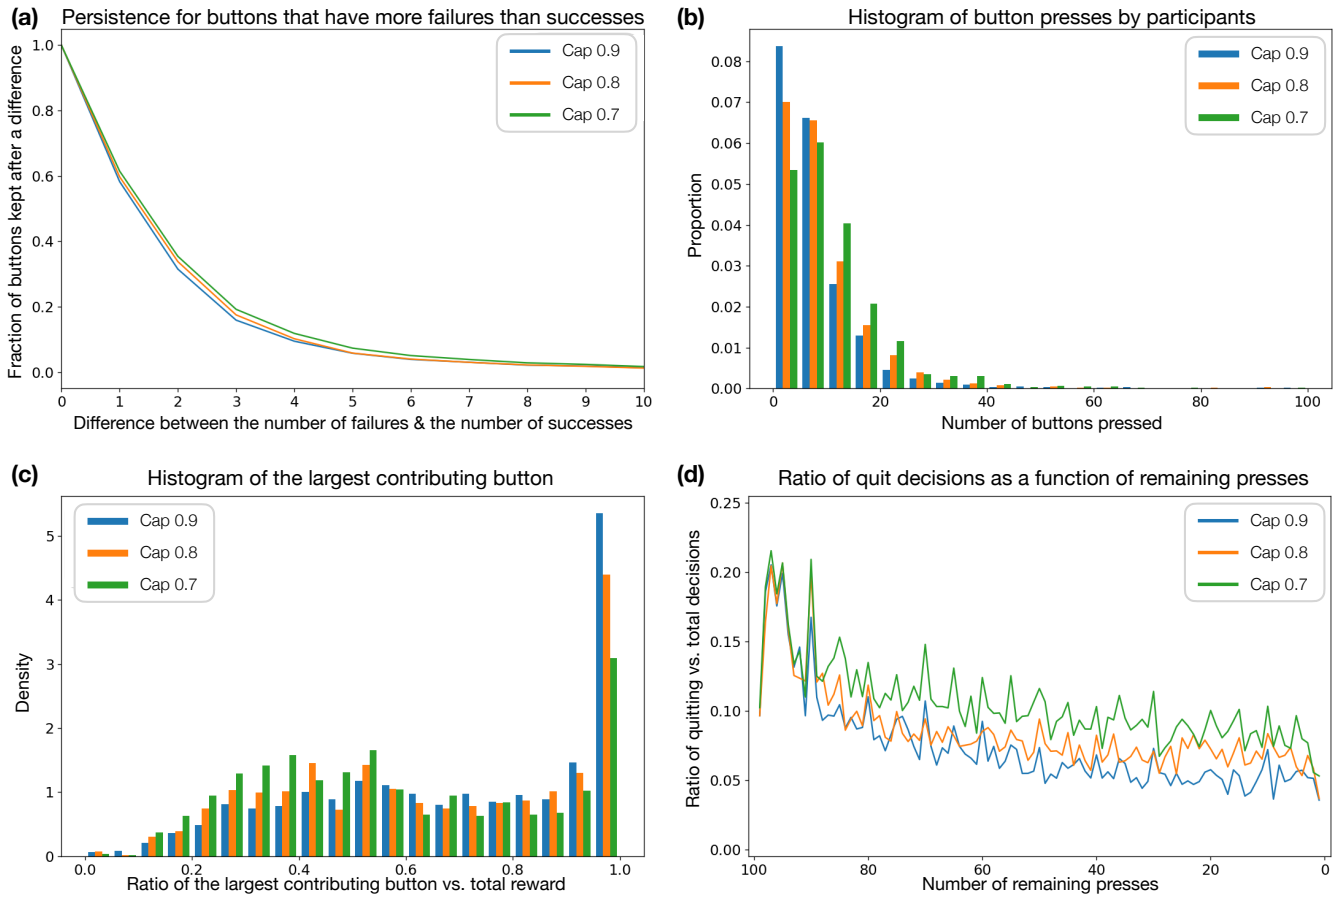 (a) Persistence for buttons that have more failures than successes
Fraction of buttons kept after a difference
1.0
0.8
0.6
0.4
0.2
0.0
Cap 0.9
Cap 0.8
Cap 0.7
0 1 2 3 4 5 6 7 8 9 10
Difference between the number of failures & the number of successes
(b) Histogram of button presses by participants
Proportion
0.08
0.07
0.06
0.05
0.04
0.03
0.02
0.01
0.00
Cap 0.9
Cap 0.8
Cap 0.7
0 20 40 60 80 100
Number of buttons pressed
(c) Histogram of the largest contributing button
Density
5
4
3
2
1
0
Cap 0.9
Cap 0.8
Cap 0.7
0.0 0.2 0.4 0.6 0.8 1.0
Ratio of the largest contributing button vs. total reward
(d) Ratio of quit decisions as a function of remaining presses
Ratio of quitting vs. total decisions
0.25
0.20
0.15
0.10
0.05
0.00
Cap 0.9
Cap 0.8
Cap 0.7
100 80 60 40 20 0
Number of remaining presses